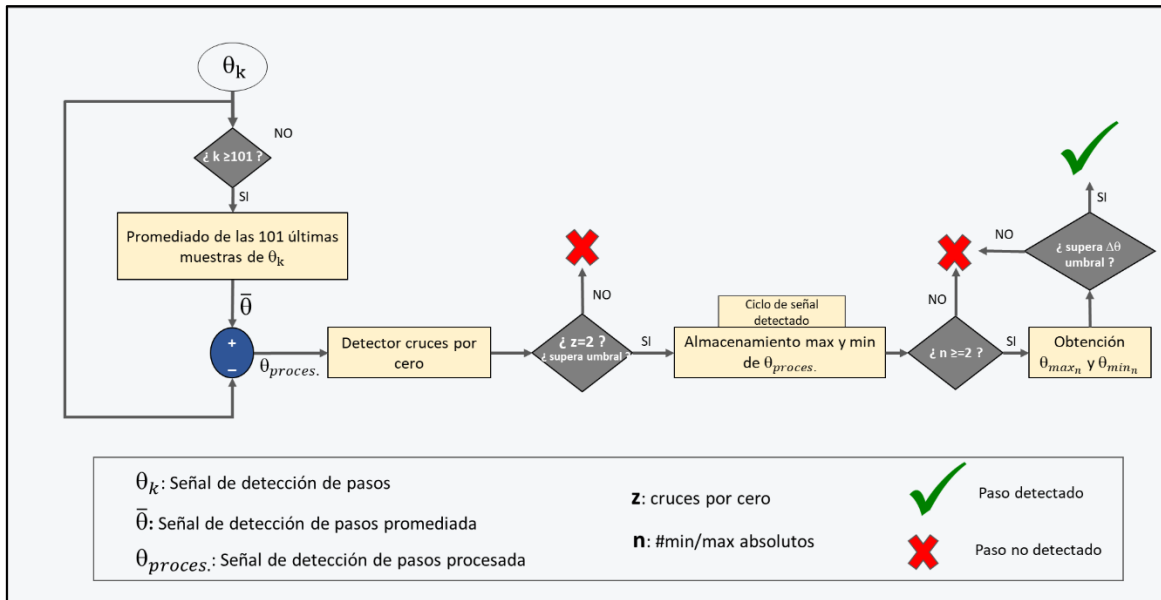 θk
NO
¿ k ≥101 ?
SI
Promediado de las 101 últimas
muestras de θk
θ̄
+
−
θproces.
Detector cruces por
cero
NO
¿ z=2 ?
¿ supera umbral ?
SI
Ciclo de señal
detectado
Almacenamiento max y min
de θproces.
NO
¿ n >=2 ?
SI
Obtención
θmaxn y θminn
NO
¿ supera Δθ
umbral ?
SI
θk: Señal de detección de pasos
θ̄: Señal de detección de pasos promediada
θproces.: Señal de detección de pasos procesada
z: cruces por cero
n: #min/max absolutos
Paso detectado
Paso no detectado